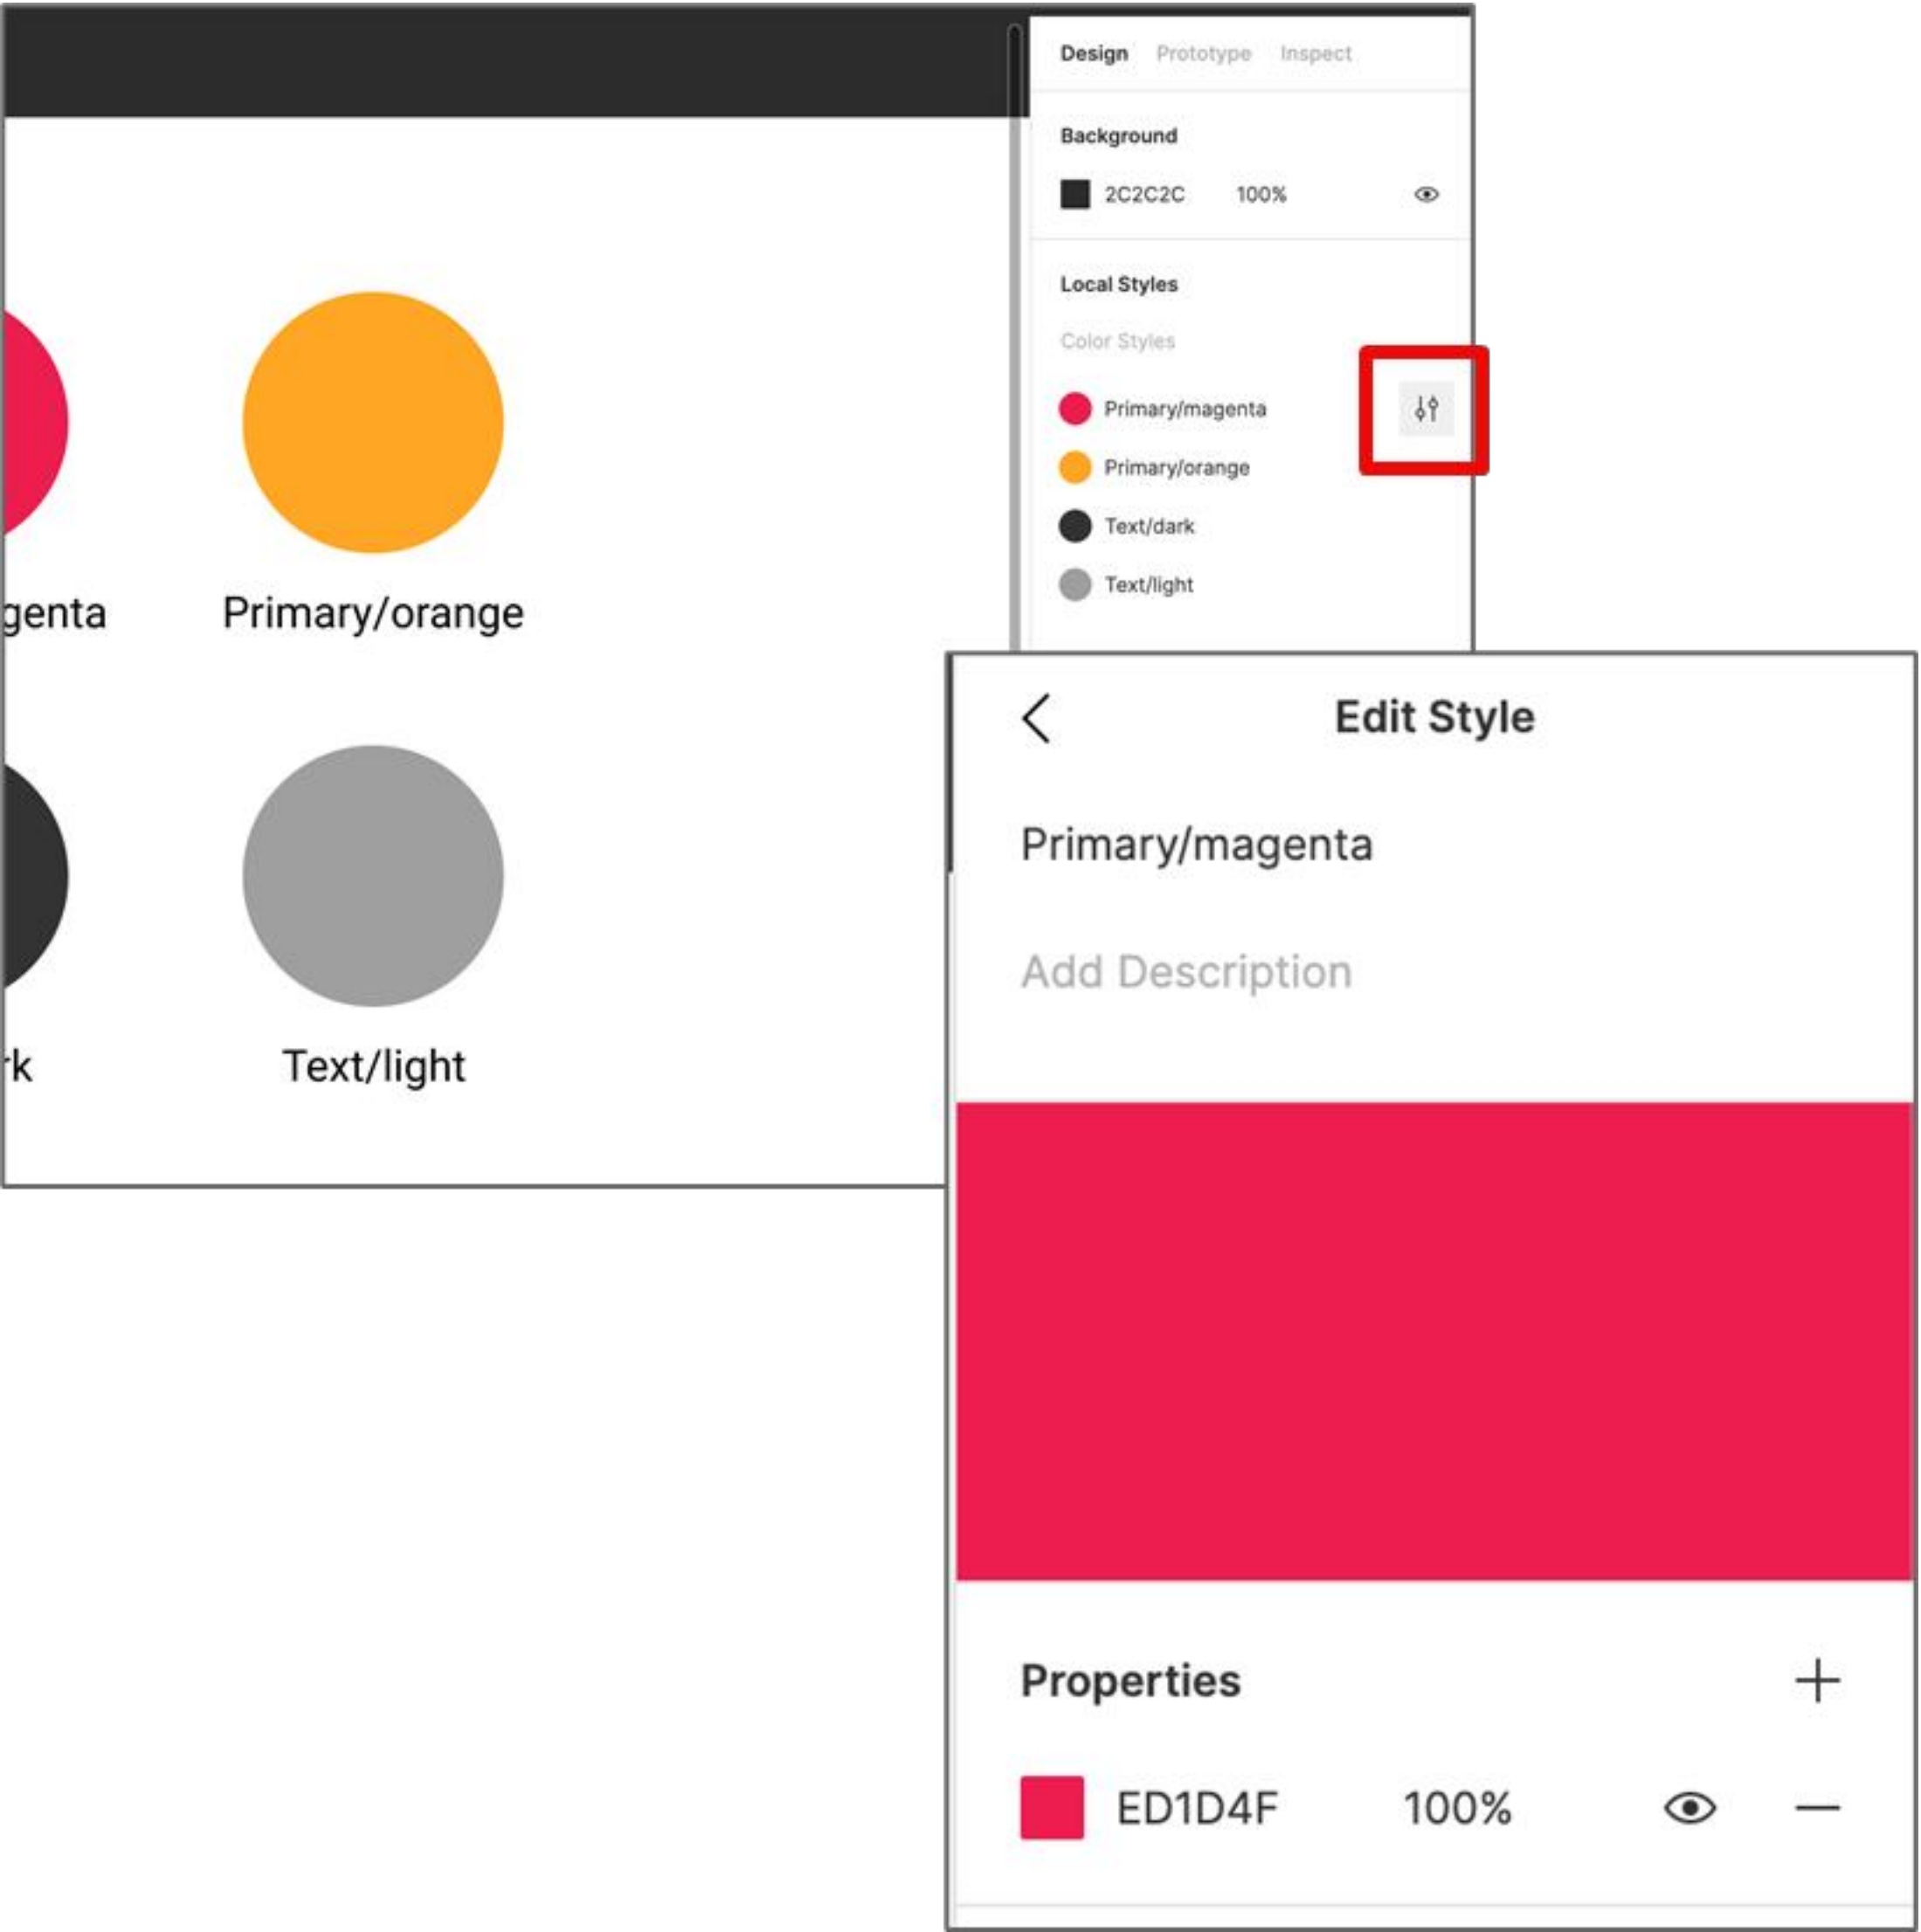 Design Prototype Inspect
Background
2C2C2C 100%
Local Styles
Color Styles
Primary/magenta
Primary/orange
Text/dark
Text/light
genta Primary/orange
rk Text/light
Edit Style
Primary/magenta
Add Description
Properties
ED1D4F 100%